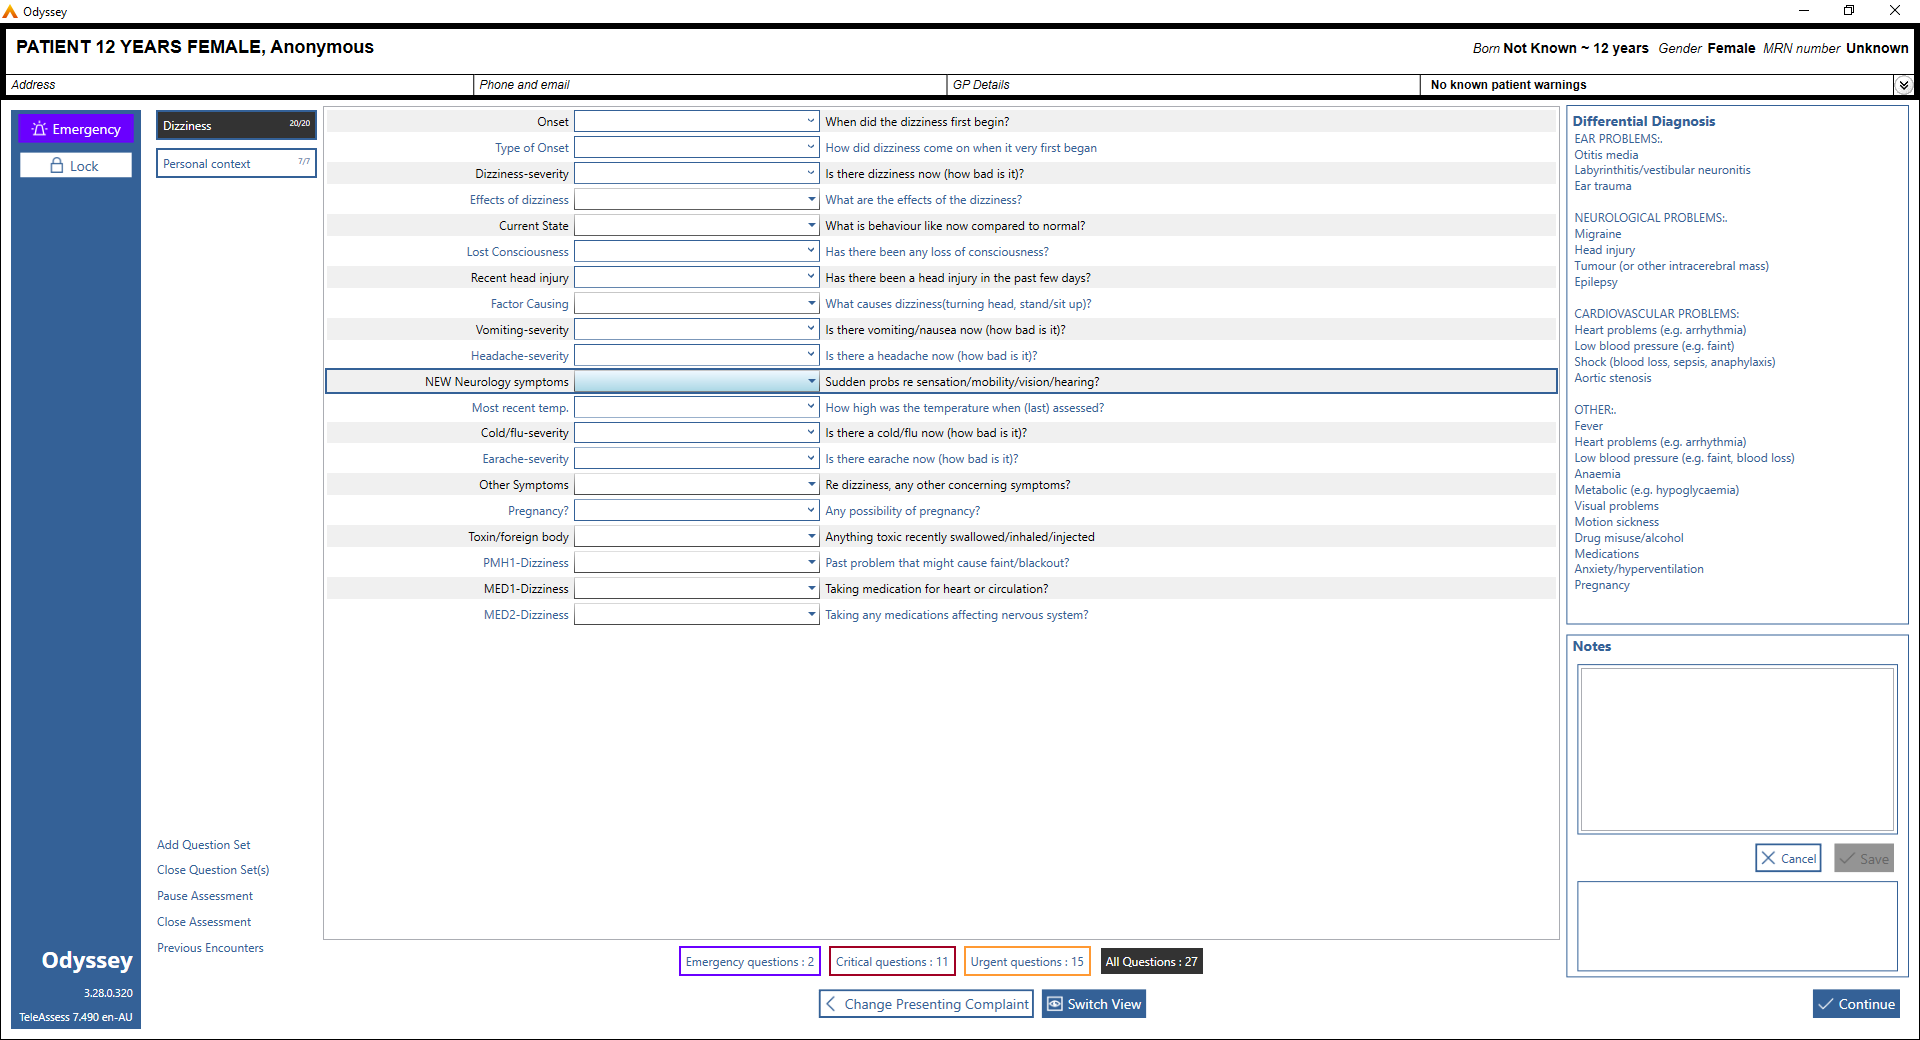 Odyssey
PATIENT 12 YEARS FEMALE, Anonymous
Born Not Known ~ 12 years Gender Female MRN number Unknown
Address
Phone and email
GP Details
No known patient warnings
Emergency
Lock
Dizziness 20/20
Personal context 7/7
Onset When did the dizziness first begin?
Type of Onset How did dizziness come on when it very first began
Dizziness-severity Is there dizziness now (how bad is it)?
Effects of dizziness What are the effects of the dizziness?
Current State What is behaviour like now compared to normal?
Lost Consciousness Has there been any loss of consciousness?
Recent head injury Has there been a head injury in the past few days?
Factor Causing What causes dizziness(turning head, stand/sit up)?
Vomiting-severity Is there vomiting/nausea now (how bad is it)?
Headache-severity Is there a headache now (how bad is it)?
NEW Neurology symptoms Sudden probs re sensation/mobility/vision/hearing?
Most recent temp. How high was the temperature when (last) assessed?
Cold/flu-severity Is there a cold/flu now (how bad is it)?
Earache-severity Is there earache now (how bad is it)?
Other Symptoms Re dizziness, any other concerning symptoms?
Pregnancy? Any possibility of pregnancy?
Toxin/foreign body Anything toxic recently swallowed/inhaled/injected
PMH1-Dizziness Past problem that might cause faint/blackout?
MED1-Dizziness Taking medication for heart or circulation?
MED2-Dizziness Taking any medications affecting nervous system?
Differential Diagnosis
EAR PROBLEMS:.
Otitis media
Labyrinthitis/vestibular neuronitis
Ear trauma
NEUROLOGICAL PROBLEMS:.
Migraine
Head injury
Tumour (or other intracerebral mass)
Epilepsy
CARDIOVASCULAR PROBLEMS:
Heart problems (e.g. arrhythmia)
Low blood pressure (e.g. faint)
Shock (blood loss, sepsis, anaphylaxis)
Aortic stenosis
OTHER:.
Fever
Heart problems (e.g. arrhythmia)
Low blood pressure (e.g. faint, blood loss)
Anaemia
Metabolic (e.g. hypoglycaemia)
Visual problems
Motion sickness
Drug misuse/alcohol
Medications
Anxiety/hyperventilation
Pregnancy
Notes
Cancel
Save
Add Question Set
Close Question Set(s)
Pause Assessment
Close Assessment
Previous Encounters
Odyssey
3.28.0.320
TeleAssess 7.490 en-AU
Emergency questions : 2
Critical questions : 11
Urgent questions : 15
All Questions : 27
Change Presenting Complaint
Switch View
Continue